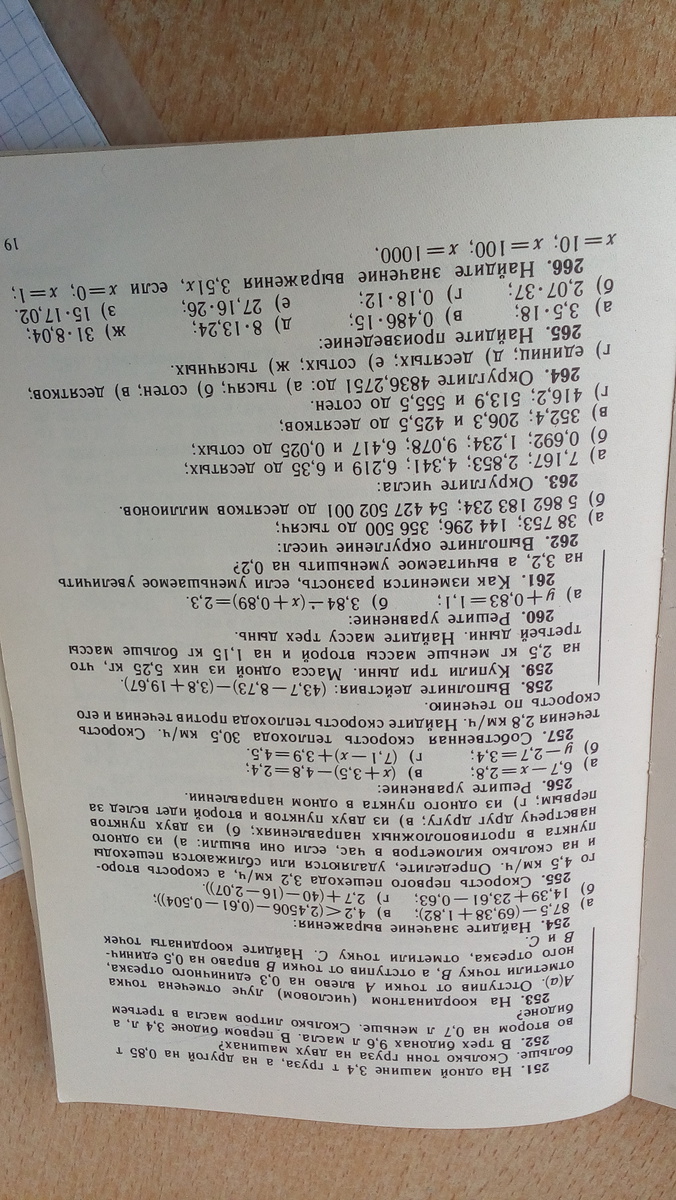 251. На одной машине 3,4 т груза, а на другой на 0,85 т
больше. Сколько тонн груза на двух машинах?
252. В трех бидонах 9,6 л масла. В первом бидоне 3,4 л, а
во втором на 0,7 л меньше. Сколько литров масла в третьем
бидоне?
253. На координатном (числовом) луче отмечена точка
A(a). Отступив от точки A влево на 0,3 единичного отрезка,
отметили точку B, а отступив от точки B вправо на 0,5 единич-
ного отрезка, отметили точку C. Найдите координаты точек
B и C.
254. Найдите значение выражения:
а) 87,5−(69,38+1,82); в) 4,2<(2,4506−(0,61−0,504));
б) 14,39+23,61−0,63; г) 2,7+(40−(16−2,07)).
255. Скорость первого пешехода 3,2 км/ч, а скорость второ-
го 4,5 км/ч. Определите, удаляются или сближаются пешеходы
и на сколько километров в час, если они вышли: а) из одного
пункта в противоположных направлениях; б) из двух пунктов
навстречу друг другу; в) из двух пунктов и второй идет вслед за
первым; г) из одного пункта в одном направлении.
256. Решите уравнение:
а) 6,7−x=2,8; в) (x+3,5)−4,8=2,4;
б) y−2,7=3,4; г) (7,1−x)+3,9=4,5.
257. Собственная скорость теплохода 30,5 км/ч. Скорость
течения 2,8 км/ч. Найдите скорость теплохода против течения и его
скорость по течению.
258. Выполните действия: (43,7−8,73)−(3,8+19,67).
259. Купили три дыни. Масса одной из них 5,25 кг, что
на 2,5 кг меньше массы второй и на 1,15 кг больше массы
третьей дыни. Найдите массу трех дынь.
260. Решите уравнение:
а) y+0,83=1,1; б) 3,84÷(x+0,89)=2,3.
261. Как изменится разность, если уменьшаемое увеличить
на 3,2, а вычитаемое уменьшить на 0,2?
262. Выполните округление чисел:
а) 38 753; 144 296; 356 500 до тысяч;
б) 5 862 183 234; 54 427 502 001 до десятков миллионов.
263. Округлите числа:
а) 7,167; 2,853; 4,341; 6,219 и 6,35 до десятых;
б) 0,692; 1,234; 9,078; 6,417 и 0,025 до сотых;
в) 352,4; 206,3 и 425,5 до десятков;
г) 416,2; 513,9 и 555,5 до сотен.
264. Округлите 4836,2751 до: а) тысяч; б) сотен; в) десятков;
г) единиц; д) десятых; е) сотых; ж) тысячных.
265. Найдите произведение:
а) 3,5·18; в) 0,486·15; д) 8·13,24; ж) 31·8,04;
б) 2,07·37; г) 0,18·12; е) 27,16·26; з) 15·17,02.
266. Найдите значение выражения 3,51x, если x=0; x=1;
x=10; x=100; x=1000.
19